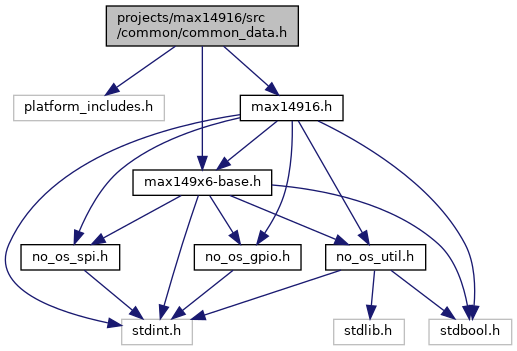 projects/max14916/src
/common/common_data.h
platform_includes.h
max14916.h
max149x6-base.h
no_os_spi.h
no_os_gpio.h
no_os_util.h
stdint.h
stdlib.h
stdbool.h